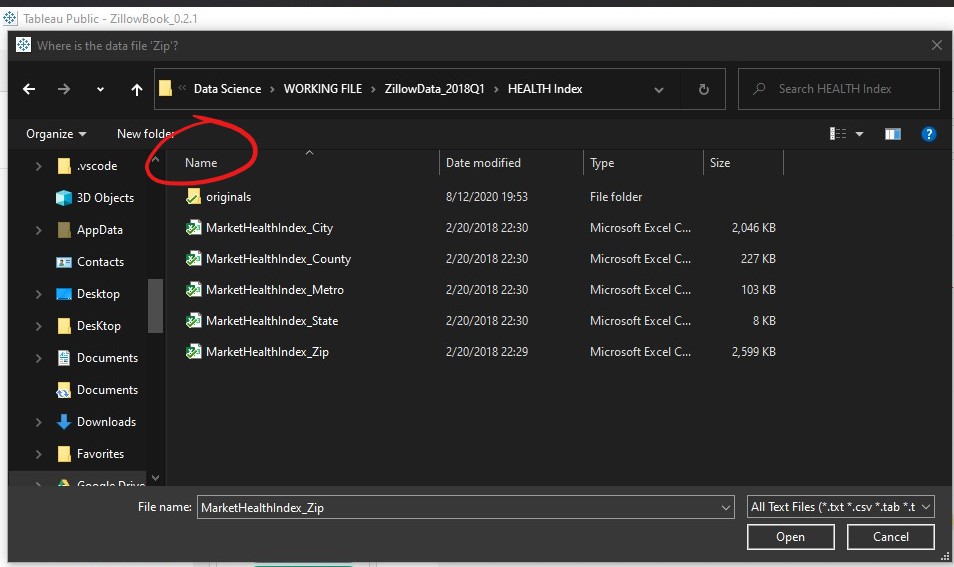 Tableau Public - ZillowBook_0.2.1
Where is the data file 'Zip'?
« Data Science > WORKING FILE > ZillowData_2018Q1 > HEALTH Index
Search HEALTH Index
Organize
New folder
Name
Date modified
Type
Size
.vscode
3D Objects
AppData
Contacts
Desktop
DesKtop
Documents
Documents
Downloads
Favorites
Google Drive
originals 8/12/2020 19:53 File folder
MarketHealthIndex_City 2/20/2018 22:30 Microsoft Excel C... 2,046 KB
MarketHealthIndex_County 2/20/2018 22:30 Microsoft Excel C... 227 KB
MarketHealthIndex_Metro 2/20/2018 22:30 Microsoft Excel C... 103 KB
MarketHealthIndex_State 2/20/2018 22:30 Microsoft Excel C... 8 KB
MarketHealthIndex_Zip 2/20/2018 22:29 Microsoft Excel C... 2,599 KB
File name: MarketHealthIndex_Zip
All Text Files (*.txt *.csv *.tab *.t
Open
Cancel